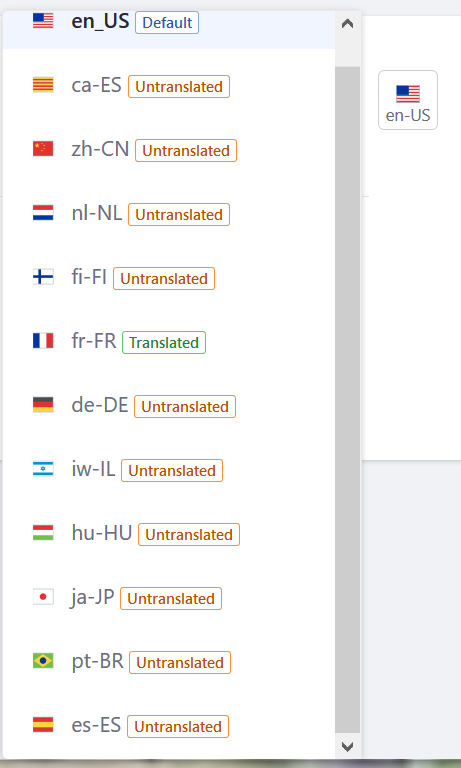 en_US Default
ca-ES Untranslated
en-US
zh-CN Untranslated
nl-NL Untranslated
fi-FI Untranslated
fr-FR Translated
de-DE Untranslated
iw-IL Untranslated
hu-HU Untranslated
ja-JP Untranslated
pt-BR Untranslated
es-ES Untranslated